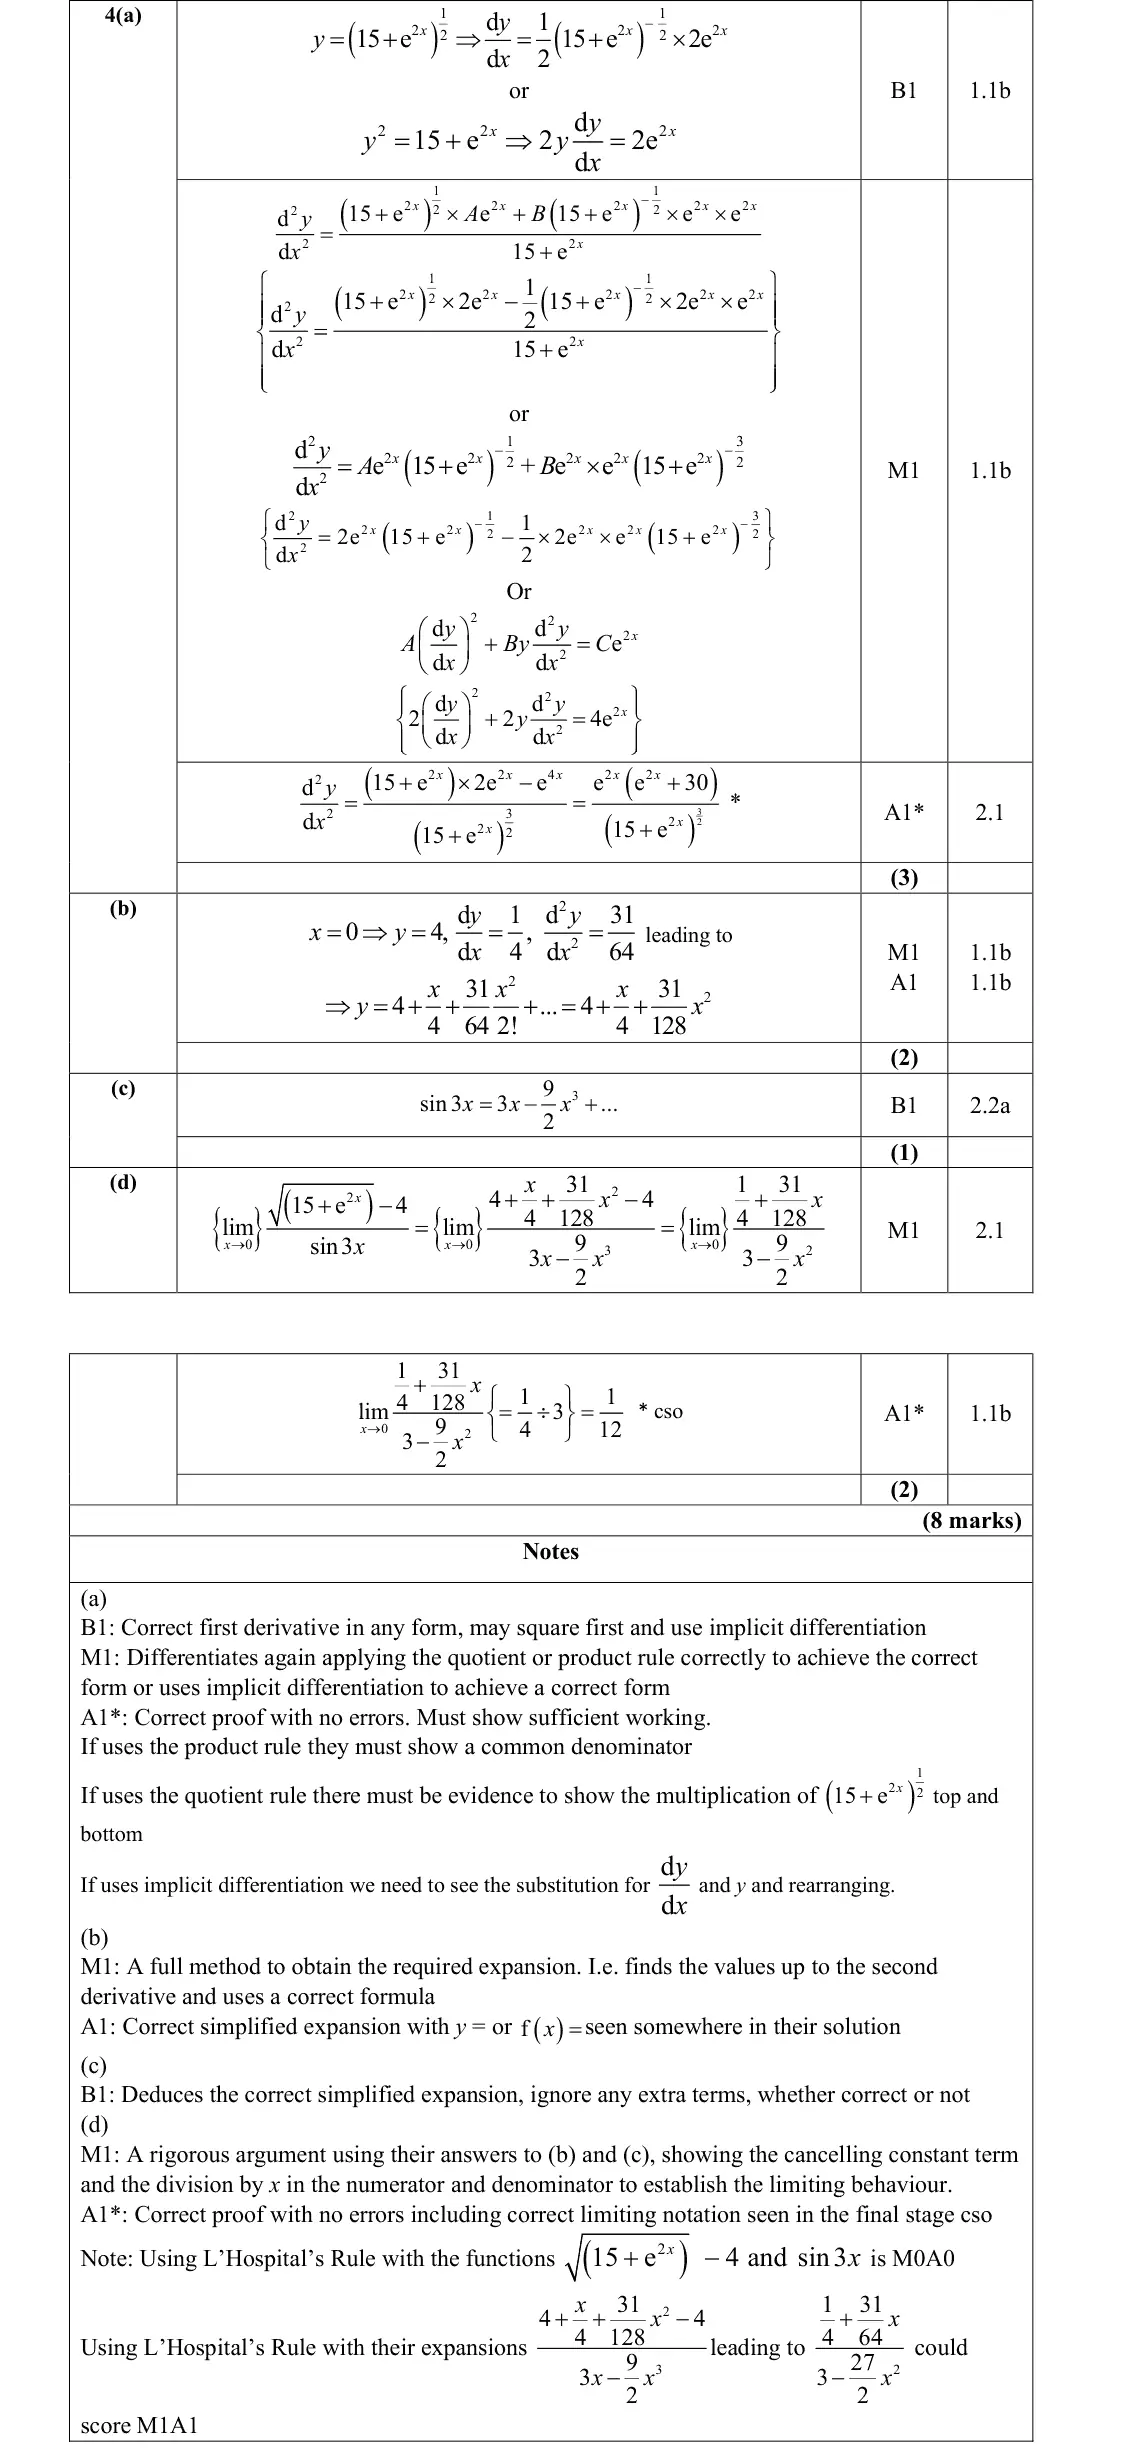 4(a)
y = (15 + e^{2x})^{1/2} ⇒ dy/dx = 1/2 (15 + e^{2x})^{-1/2} × 2e^{2x}
or
y^2 = 15 + e^{2x} ⇒ 2y dy/dx = 2e^{2x}
B1 1.1b
d^2y/dx^2 = ((15 + e^{2x})^{1/2} × Ae^{2x} + B(15 + e^{2x})^{-1/2} × e^{2x} × e^{2x}) / (15 + e^{2x})
{d^2y/dx^2 = ((15 + e^{2x})^{1/2} × 2e^{2x} − 1/2 (15 + e^{2x})^{-1/2} × 2e^{2x} × e^{2x}) / (15 + e^{2x})}
or
d^2y/dx^2 = Ae^{2x}(15 + e^{2x})^{-1/2} + Be^{2x} × e^{2x}(15 + e^{2x})^{-3/2}
M1 1.1b
{d^2y/dx^2 = 2e^{2x}(15 + e^{2x})^{-1/2} − 1/2 × 2e^{2x} × e^{2x}(15 + e^{2x})^{-3/2}}
Or
A(dy/dx)^2 + By d^2y/dx^2 = Ce^{2x}
{2(dy/dx)^2 + 2y d^2y/dx^2 = 4e^{2x}}
d^2y/dx^2 = ((15 + e^{2x}) × 2e^{2x} − e^{4x}) / (15 + e^{2x})^{3/2} = e^{2x}(e^{2x} + 30) / (15 + e^{2x})^{3/2} *
A1* 2.1
(3)
(b)
x = 0 ⇒ y = 4, dy/dx = 1/4, d^2y/dx^2 = 31/64 leading to
⇒ y = 4 + x/4 + 31/64 x^2/2! + ... = 4 + x/4 + 31/128 x^2
M1 1.1b
A1 1.1b
(2)
(c)
sin 3x = 3x − 9/2 x^3 + ...
B1 2.2a
(1)
(d)
{lim x→0} (√(15 + e^{2x}) − 4) / sin 3x = {lim x→0} (4 + x/4 + 31/128 x^2 − 4) / (3x − 9/2 x^3) = {lim x→0} (1/4 + 31/128 x) / (3 − 9/2 x^2)
M1 2.1
lim x→0 (1/4 + 31/128 x) / (3 − 9/2 x^2) {= 1/4 ÷ 3} = 1/12 * cso
A1* 1.1b
(2)
(8 marks)
Notes
(a)
B1: Correct first derivative in any form, may square first and use implicit differentiation
M1: Differentiates again applying the quotient or product rule correctly to achieve the correct
form or uses implicit differentiation to achieve a correct form
A1*: Correct proof with no errors. Must show sufficient working.
If uses the product rule they must show a common denominator
If uses the quotient rule there must be evidence to show the multiplication of (15 + e^{2x})^{1/2} top and
bottom
If uses implicit differentiation we need to see the substitution for dy/dx and y and rearranging.
(b)
M1: A full method to obtain the required expansion. I.e. finds the values up to the second
derivative and uses a correct formula
A1: Correct simplified expansion with y = or f(x) = seen somewhere in their solution
(c)
B1: Deduces the correct simplified expansion, ignore any extra terms, whether correct or not
(d)
M1: A rigorous argument using their answers to (b) and (c), showing the cancelling constant term
and the division by x in the numerator and denominator to establish the limiting behaviour.
A1*: Correct proof with no errors including correct limiting notation seen in the final stage cso
Note: Using L’Hospital’s Rule with the functions √(15 + e^{2x}) − 4 and sin 3x is M0A0
Using L’Hospital’s Rule with their expansions (4 + x/4 + 31/128 x^2 − 4) / (3x − 9/2 x^3) leading to (1/4 + 31/64 x) / (3 − 27/2 x^2) could
score M1A1